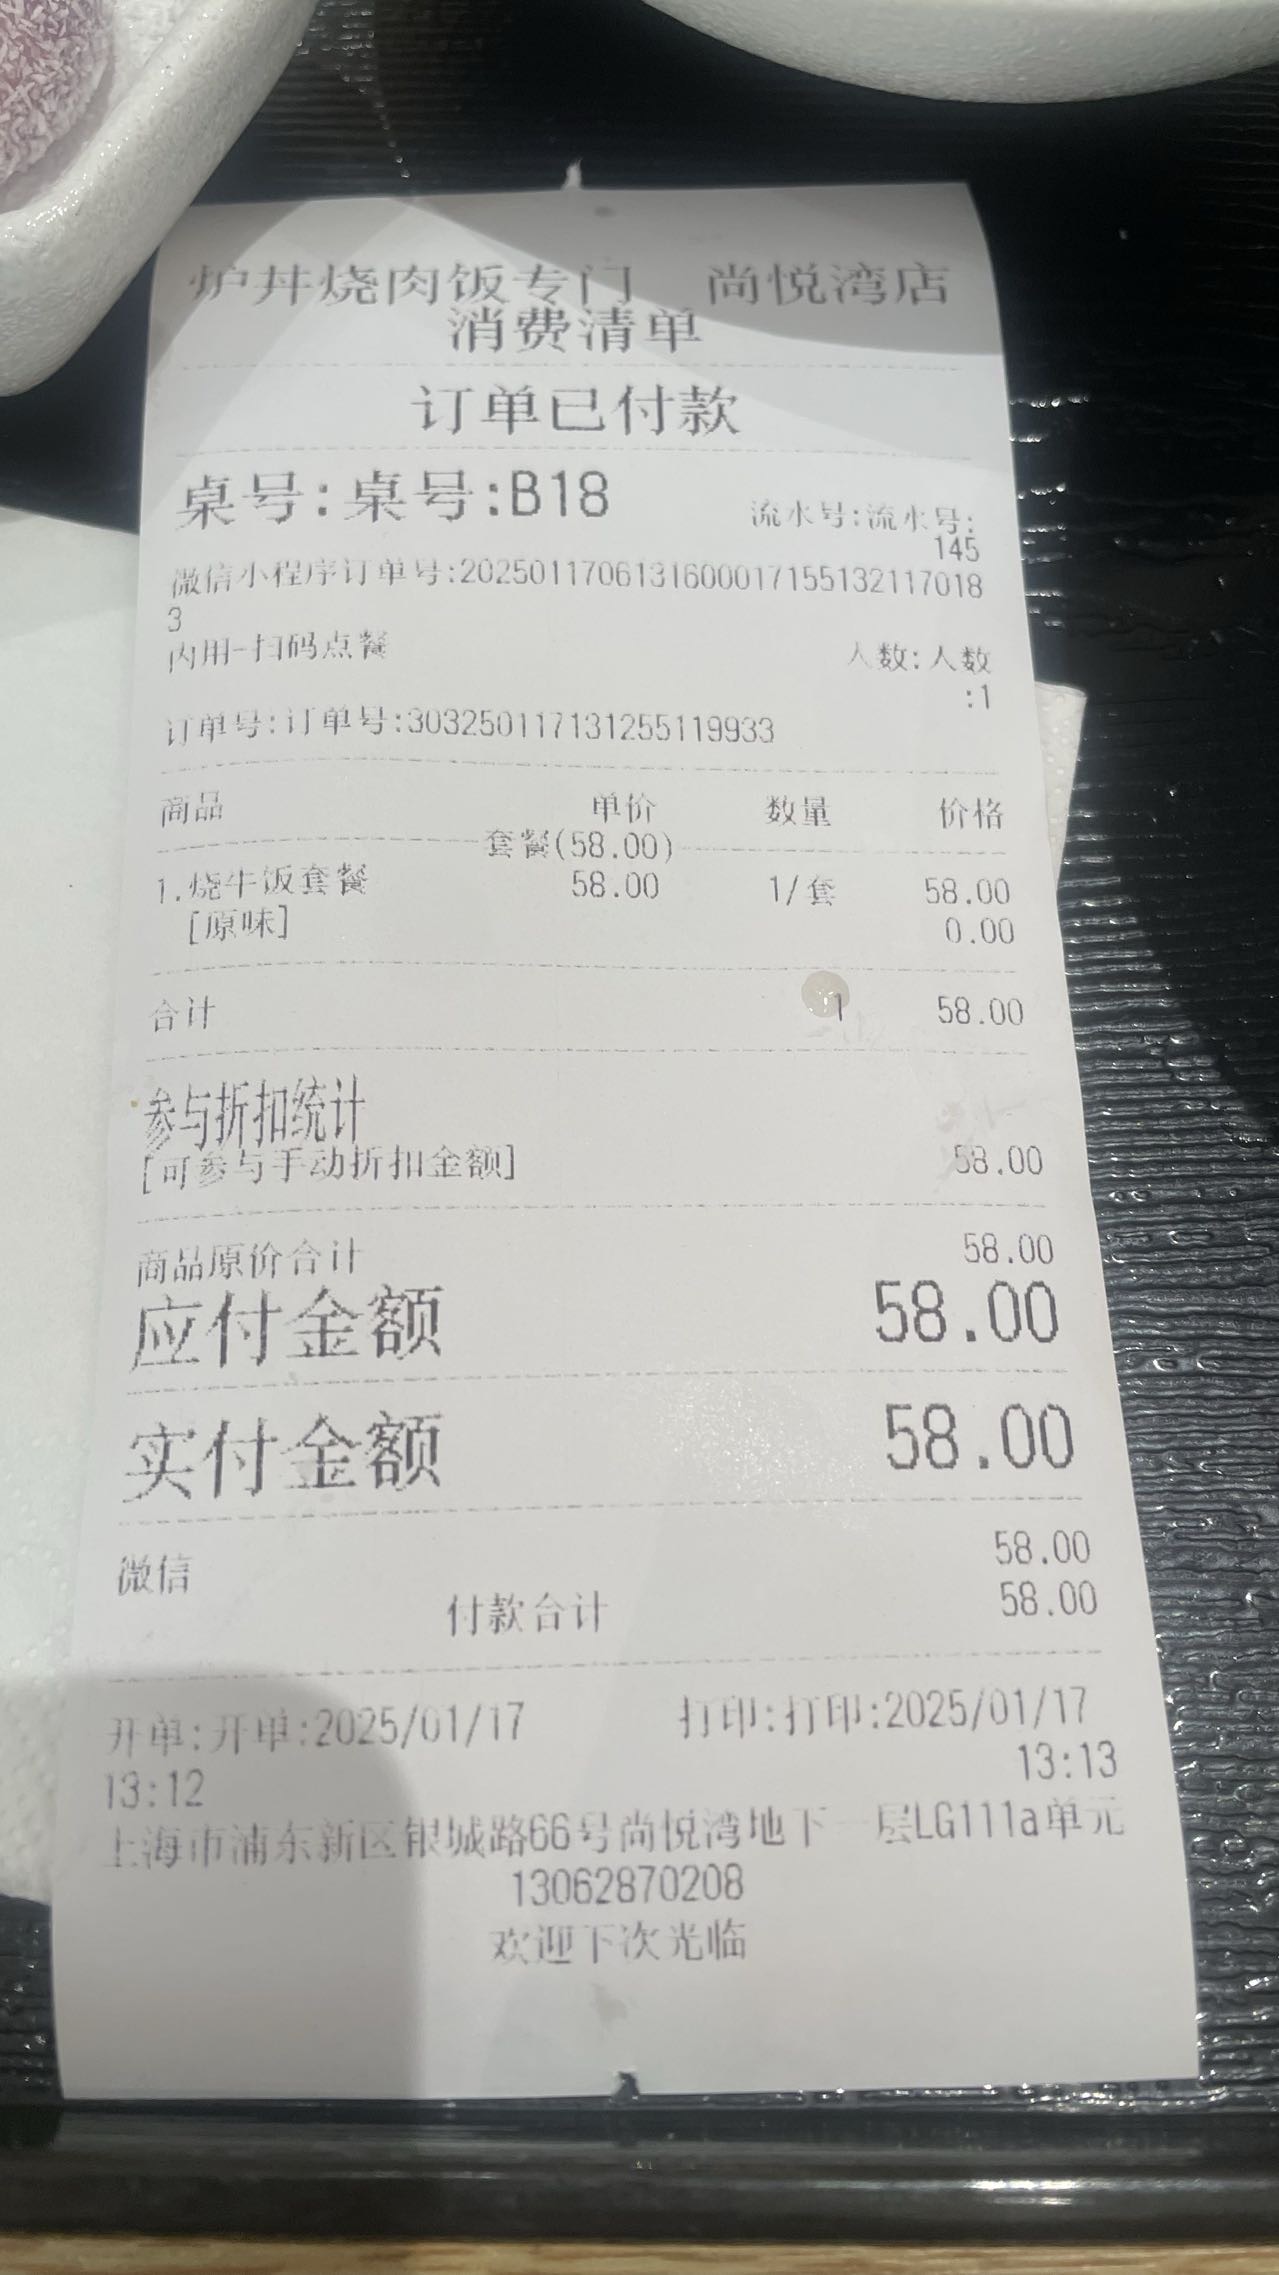 炉丼烧肉饭专门 尚悦湾店
消费清单
订单已付款
桌号:桌号:B18 流水号:流水号:
145
微信小程序订单号:2025011706131600017155132117018
3
内用-扫码点餐 人数:人数
:1
订单号:订单号:303250117131255119933
商品 单价 数量 价格
套餐(58.00)
1.烧牛饭套餐 58.00 1/套 58.00
[原味] 0.00
合计 1 58.00
参与折扣统计
[可参与手动折扣金额] 58.00
商品原价合计 58.00
应付金额 58.00
实付金额 58.00
微信 58.00
付款合计 58.00
开单:开单:2025/01/17 打印:打印:2025/01/17
13:12 13:13
上海市浦东新区银城路66号尚悦湾地下一层LG111a单元
13062870208
欢迎下次光临